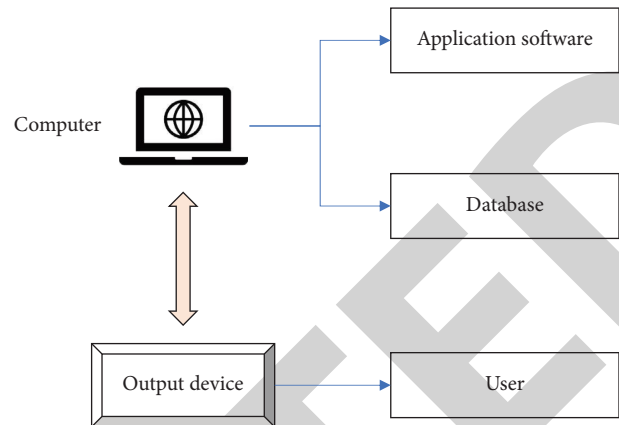 Application software
Computer
Database
Output device
User